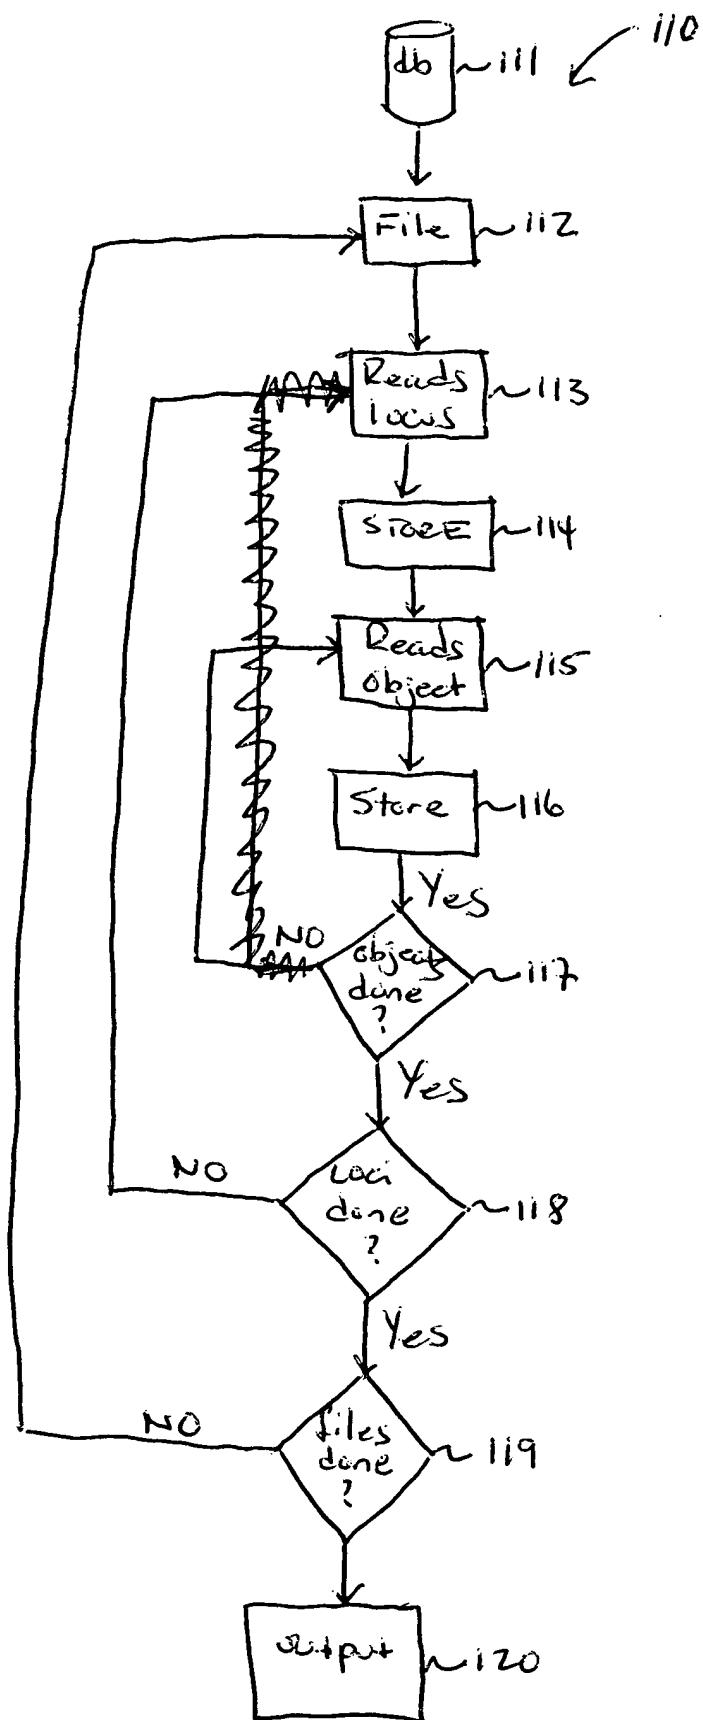 110
db 111
File 112
Reads 113
locus
STORE 114
Reads 115
object
Store 116
Yes
NO
objects 117
done
?
Yes
NO
Loci
done 118
?
Yes
NO
files
done 119
?
output 120